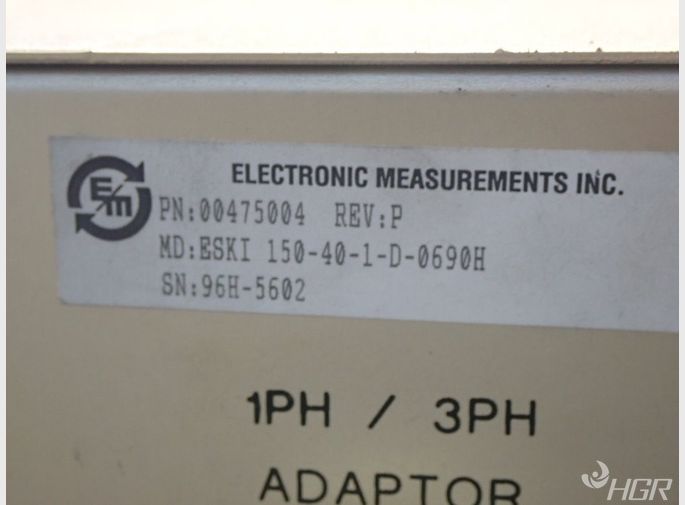 ELECTRONIC MEASUREMENTS INC.
E/M
PN:00475004 REV:P
MD:ESKI 150-40-1-D-0690H
SN:96H-5602
1PH / 3PH
ADAPTOR
HGR